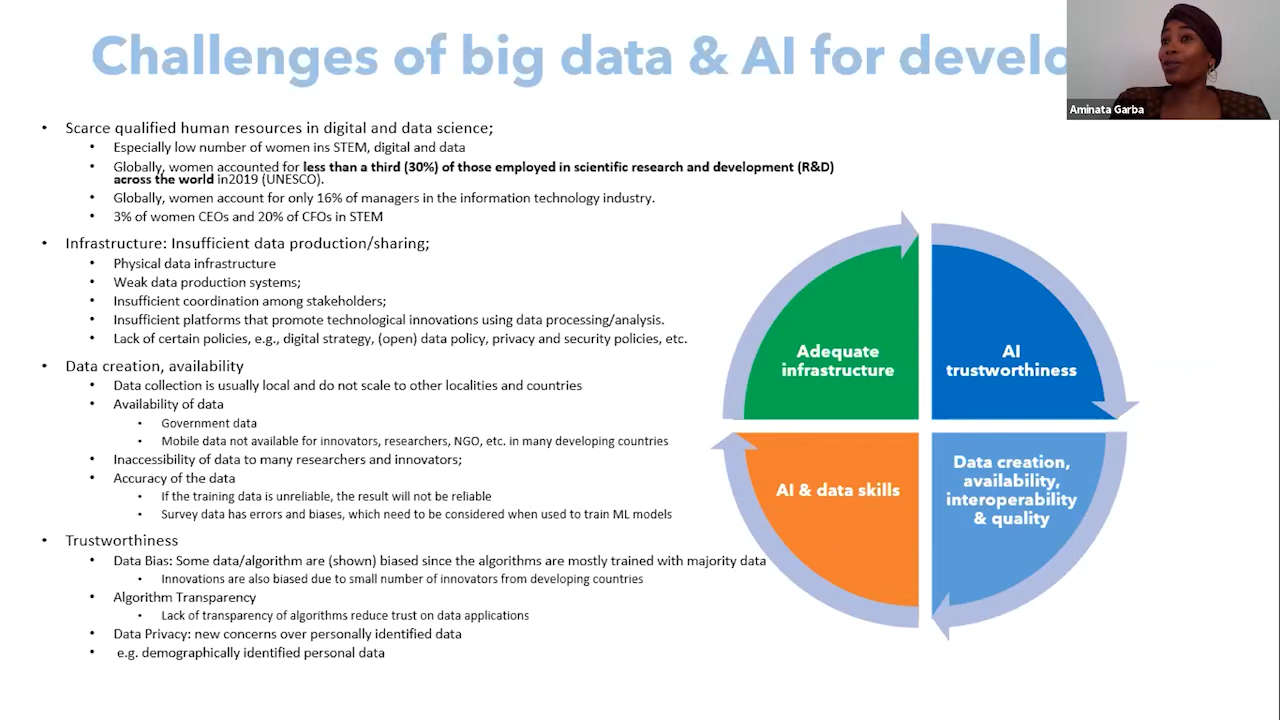 Challenges of big data & AI for develo
Aminata Garba
• Scarce qualified human resources in digital and data science;
• Especially low number of women ins STEM, digital and data
• Globally, women accounted for less than a third (30%) of those employed in scientific research and development (R&D)
across the world in2019 (UNESCO).
• Globally, women account for only 16% of managers in the information technology industry.
• 3% of women CEOs and 20% of CFOs in STEM
• Infrastructure: Insufficient data production/sharing;
• Physical data infrastructure
• Weak data production systems;
• Insufficient coordination among stakeholders;
• Insufficient platforms that promote technological innovations using data processing/analysis.
• Lack of certain policies, e.g., digital strategy, (open) data policy, privacy and security policies, etc.
• Data creation, availability
• Data collection is usually local and do not scale to other localities and countries
• Availability of data
• Government data
• Mobile data not available for innovators, researchers, NGO, etc. in many developing countries
• Inaccessibility of data to many researchers and innovators;
• Accuracy of the data
• If the training data is unreliable, the result will not be reliable
• Survey data has errors and biases, which need to be considered when used to train ML models
• Trustworthiness
• Data Bias: Some data/algorithm are (shown) biased since the algorithms are mostly trained with majority data
• Innovations are also biased due to small number of innovators from developing countries
• Algorithm Transparency
• Lack of transparency of algorithms reduce trust on data applications
• Data Privacy: new concerns over personally identified data
• e.g. demographically identified personal data
Adequate
infrastructure
AI
trustworthiness
AI & data skills
Data creation,
availability,
interoperability
& quality